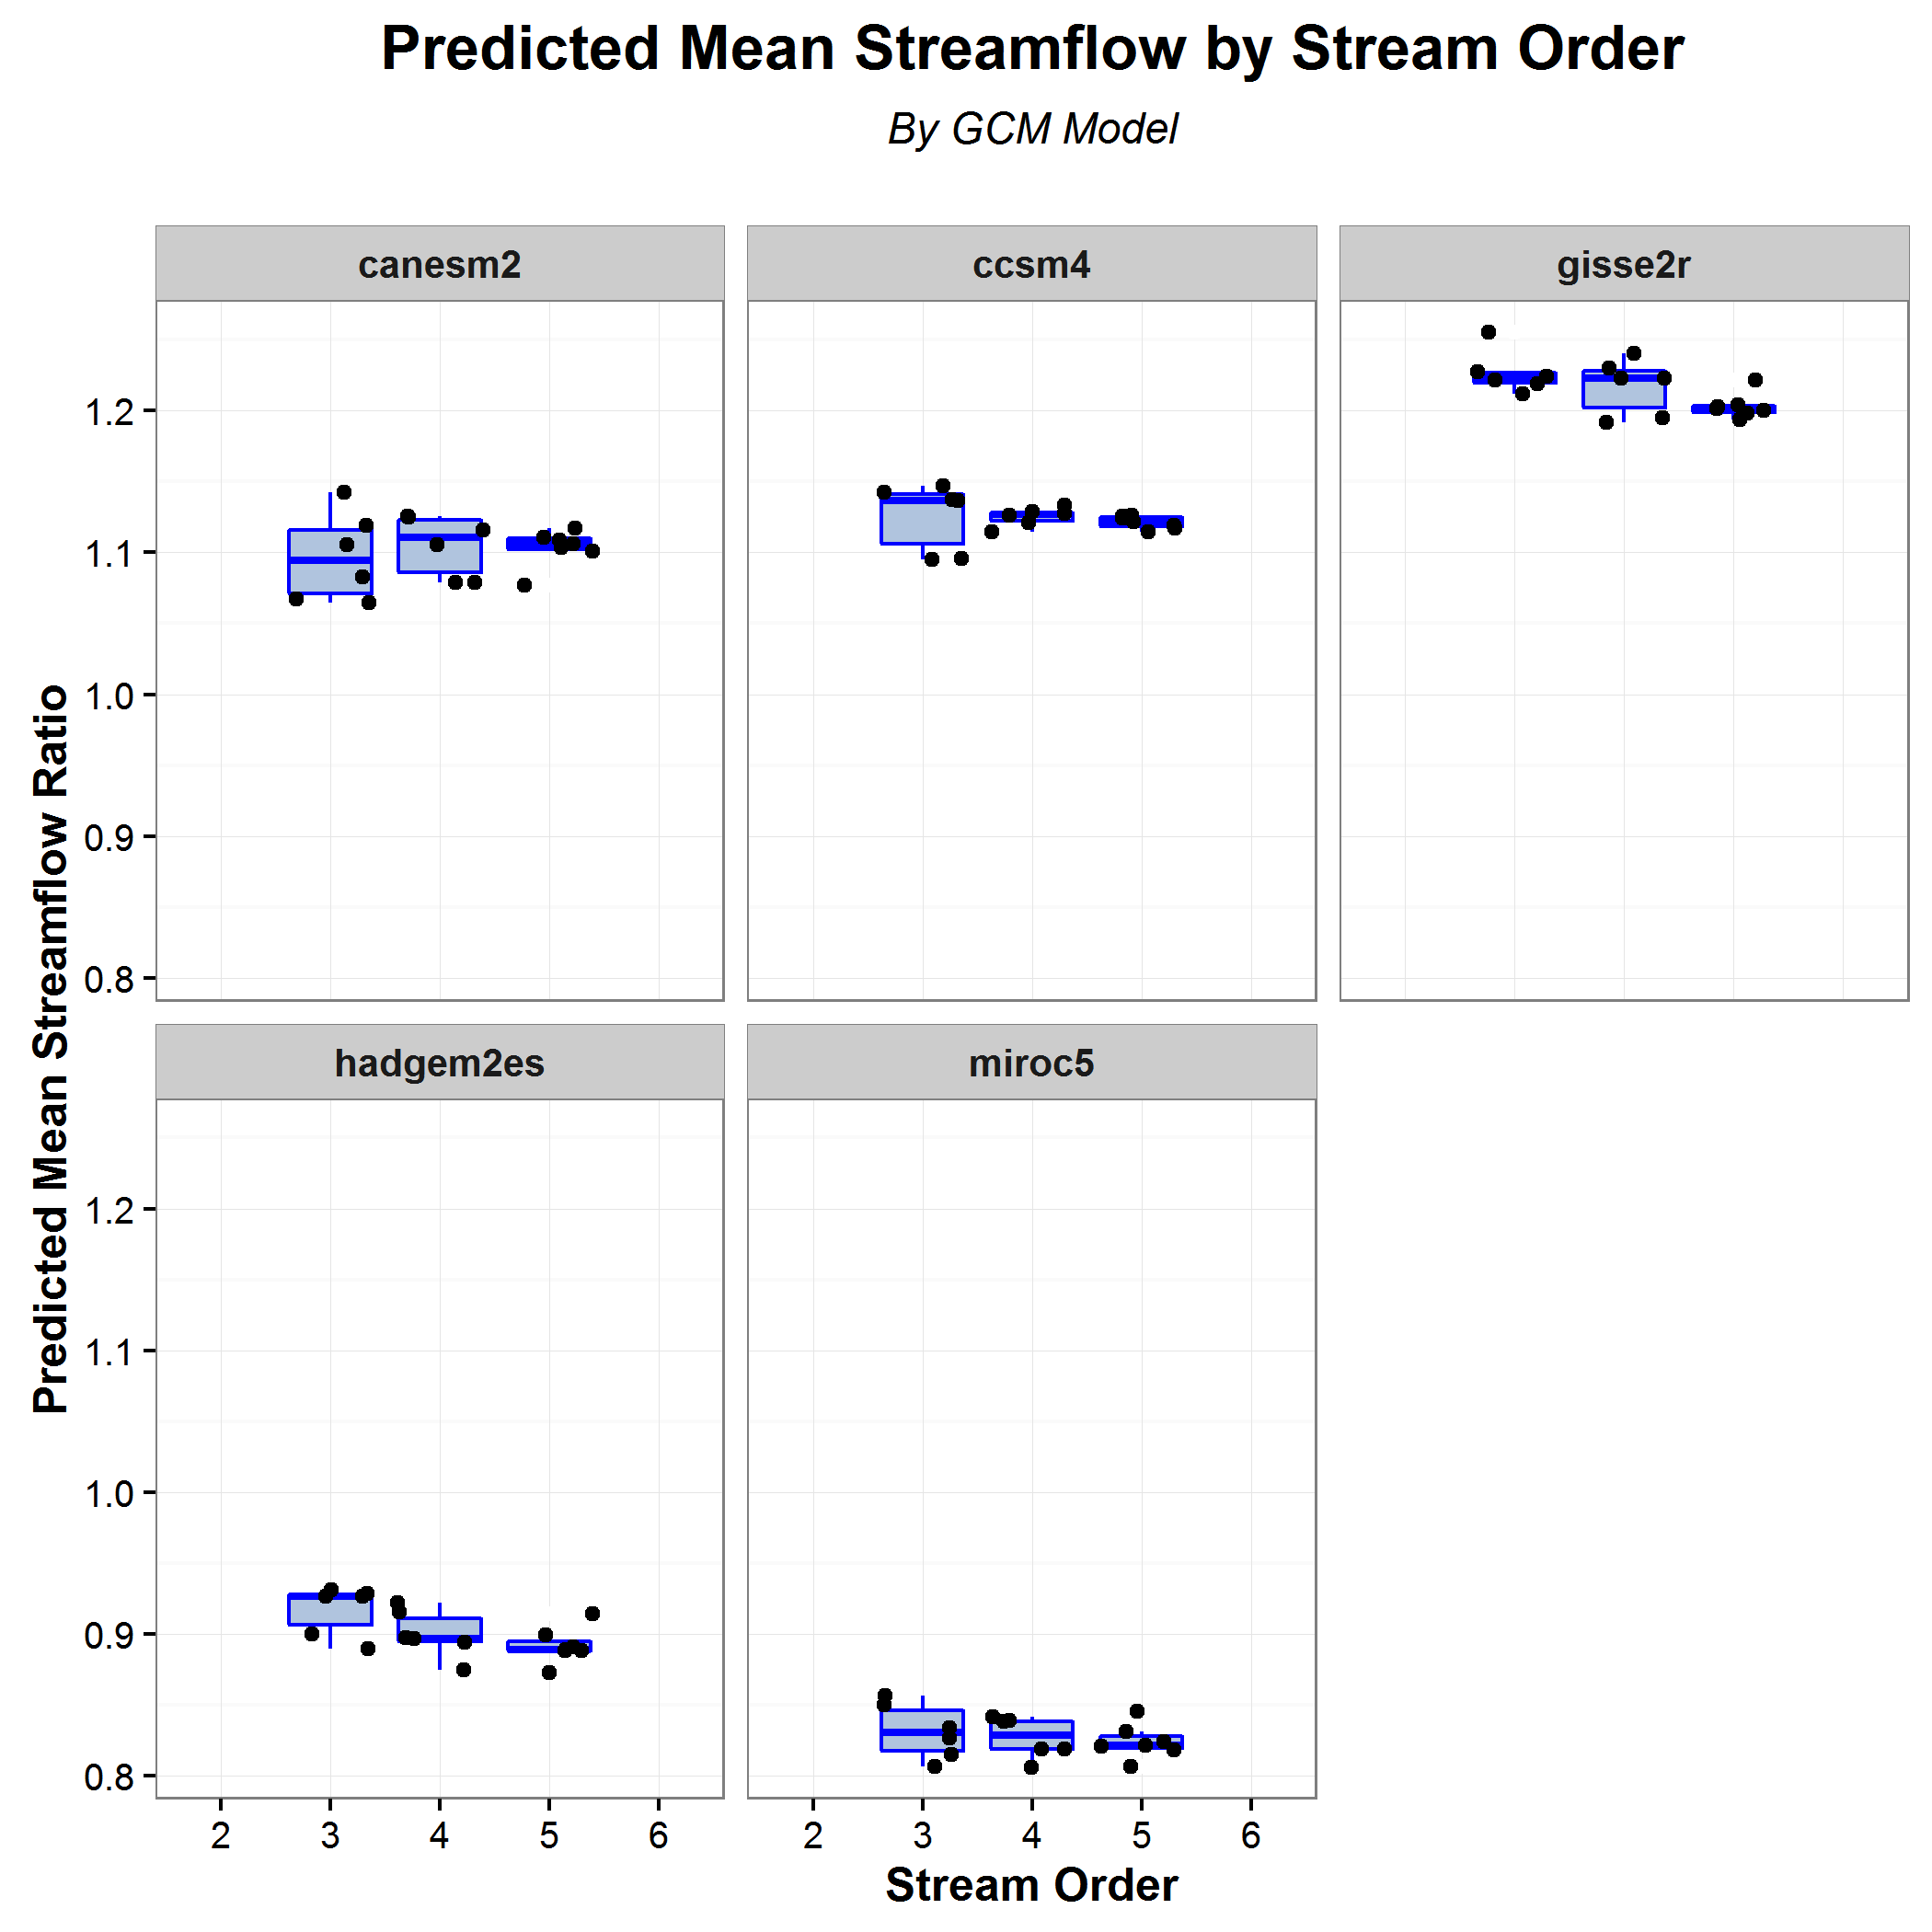 Predicted Mean Streamflow by Stream Order
By GCM Model
canesm2
ccsm4
gisse2r
1.2
1.1
1.0
0.9
0.8
Predicted Mean Streamflow Ratio
hadgem2es
miroc5
1.2
1.1
1.0
0.9
0.8
2 3 4 5 6
2 3 4 5 6
Stream Order